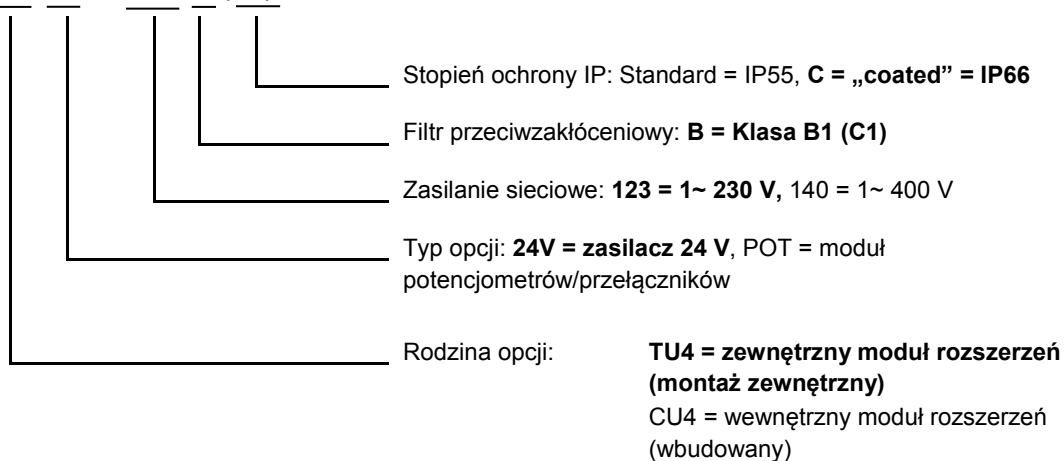 Stopień ochrony IP: Standard = IP55, C = „coated” = IP66
Filtr przeciwzakłóceniowy: B = Klasa B1 (C1)
Zasilanie sieciowe: 123 = 1~ 230 V, 140 = 1~ 400 V
Typ opcji: 24V = zasilacz 24 V, POT = moduł
potencjometrów/przełączników
Rodzina opcji: TU4 = zewnętrzny moduł rozszerzeń
(montaż zewnętrzny)
CU4 = wewnętrzny moduł rozszerzeń
(wbudowany)